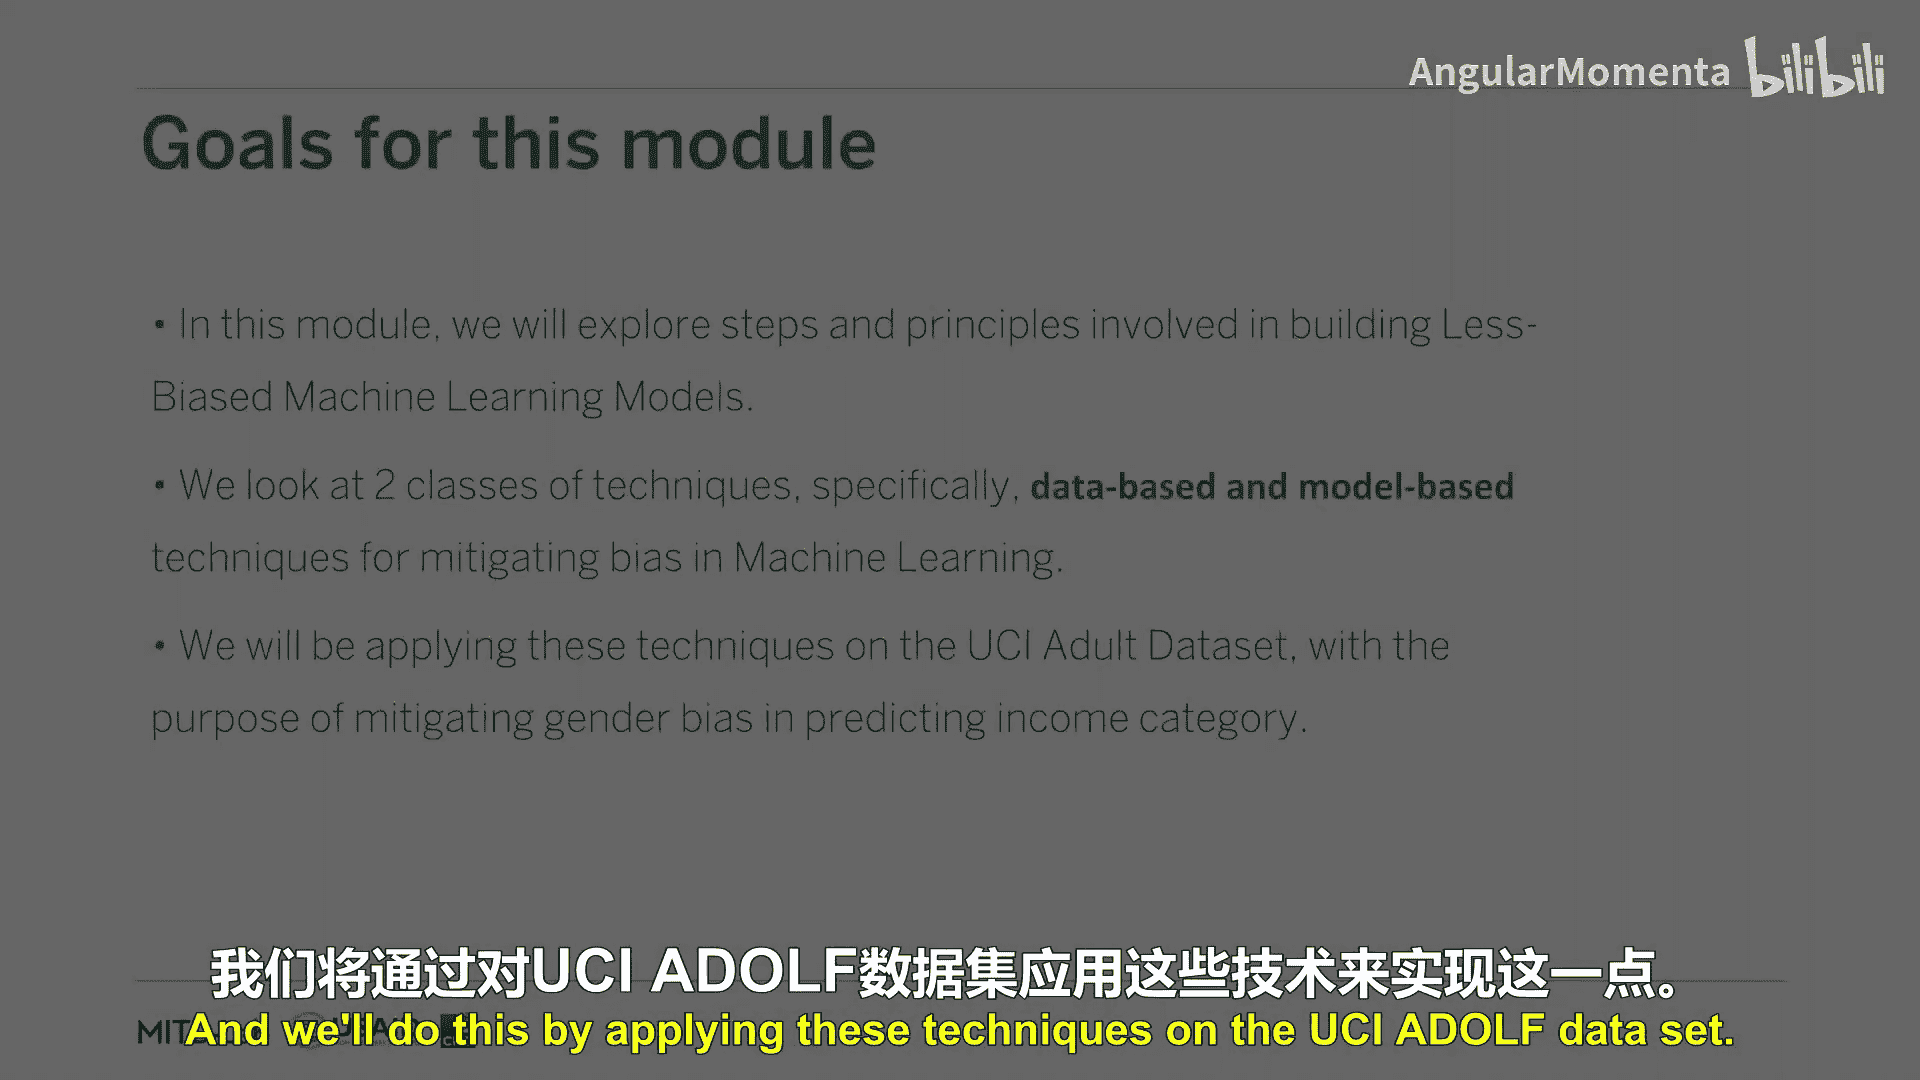 AngularMomenta bilibili
Goals for this module
• In this module, we will explore steps and principles involved in building Less-
Biased Machine Learning Models.
• We look at 2 classes of techniques, specifically, data-based and model-based
techniques for mitigating bias in Machine Learning.
• We will be applying these techniques on the UCI Adult Dataset, with the
purpose of mitigating gender bias in predicting income category.
我们将通过对UCI ADOLF数据集应用这些技术来实现这一点。
And we'll do this by applying these techniques on the UCI ADOLF data set.